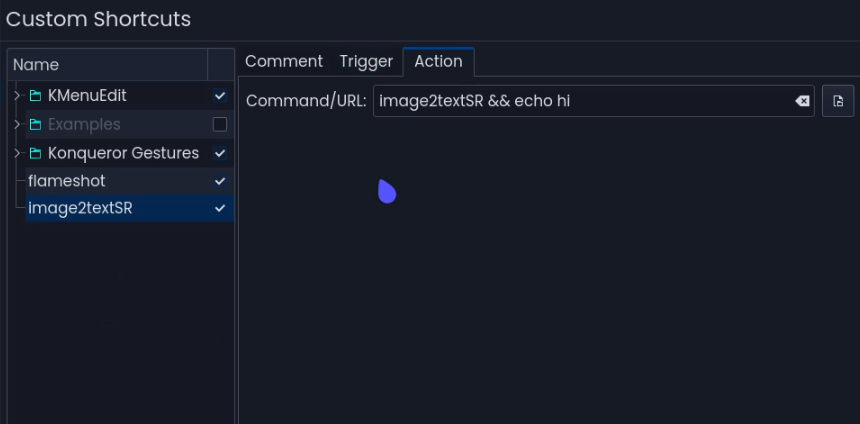 Custom Shortcuts
Name
Comment Trigger Action
KMenuEdit
Command/URL: image2textSR && echo hi
Examples
Konqueror Gestures
flameshot
image2textSR